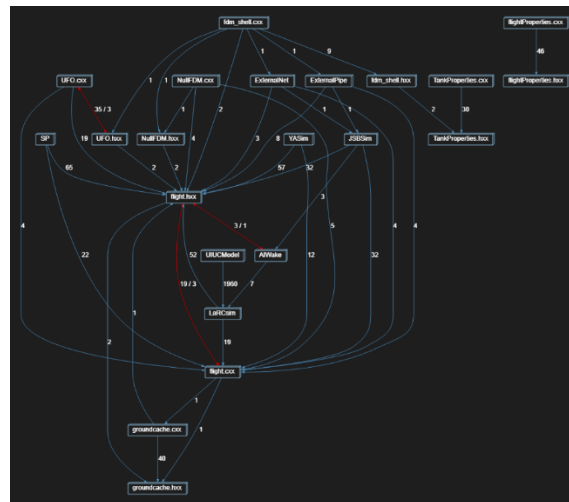 fdm_shell.cxx flightProperties.cxx
1 1 9 46
UFO.cxx 1 NullFDM.cxx 1 2 ExternalNet ExternalPipe fdm_shell.hxx TankProperties.cxx flightProperties.hxx
35 / 3 1 1 1 2 30
SP 19 UFO.hxx NullFDM.hxx 4 3 8 YASim JSBSim TankProperties.hxx
65 2 2 57 32
flight.hxx 3
3 / 1
4 22 52 UIUCModel AIWake 5 12 32 4 4
19 / 3 1950 7
1 LaRCsim
2 19
flight.cxx
1
groundcache.cxx 1
40
groundcache.hxx